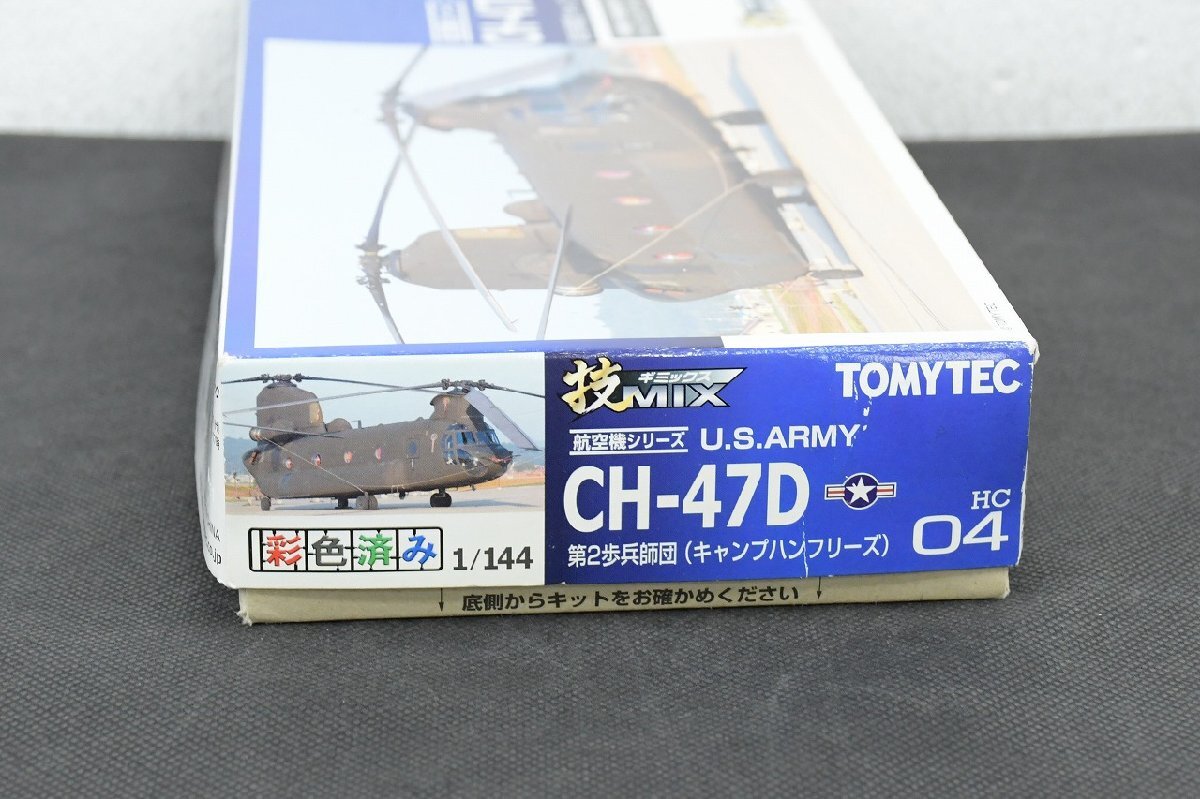 技MIX
ギミックス
TOMYTEC
航空機シリーズ U.S.ARMY
CH-47D
HC
04
第2歩兵師団(キャンプハンフリーズ)
彩色済み 1/144
底側からキットをお確かめください